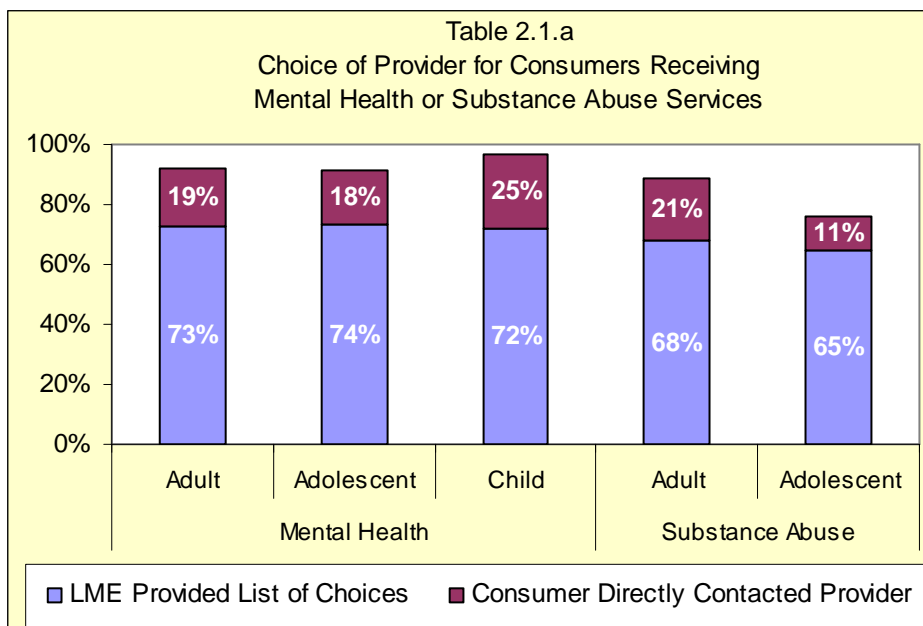 Table 2.1.a
Choice of Provider for Consumers Receiving
Mental Health or Substance Abuse Services
100%
80%
60%
40%
20%
0%
19% 18% 25% 21% 11%
73% 74% 72% 68% 65%
Adult Adolescent Child Adult Adolescent
Mental Health Substance Abuse
LME Provided List of Choices Consumer Directly Contacted Provider